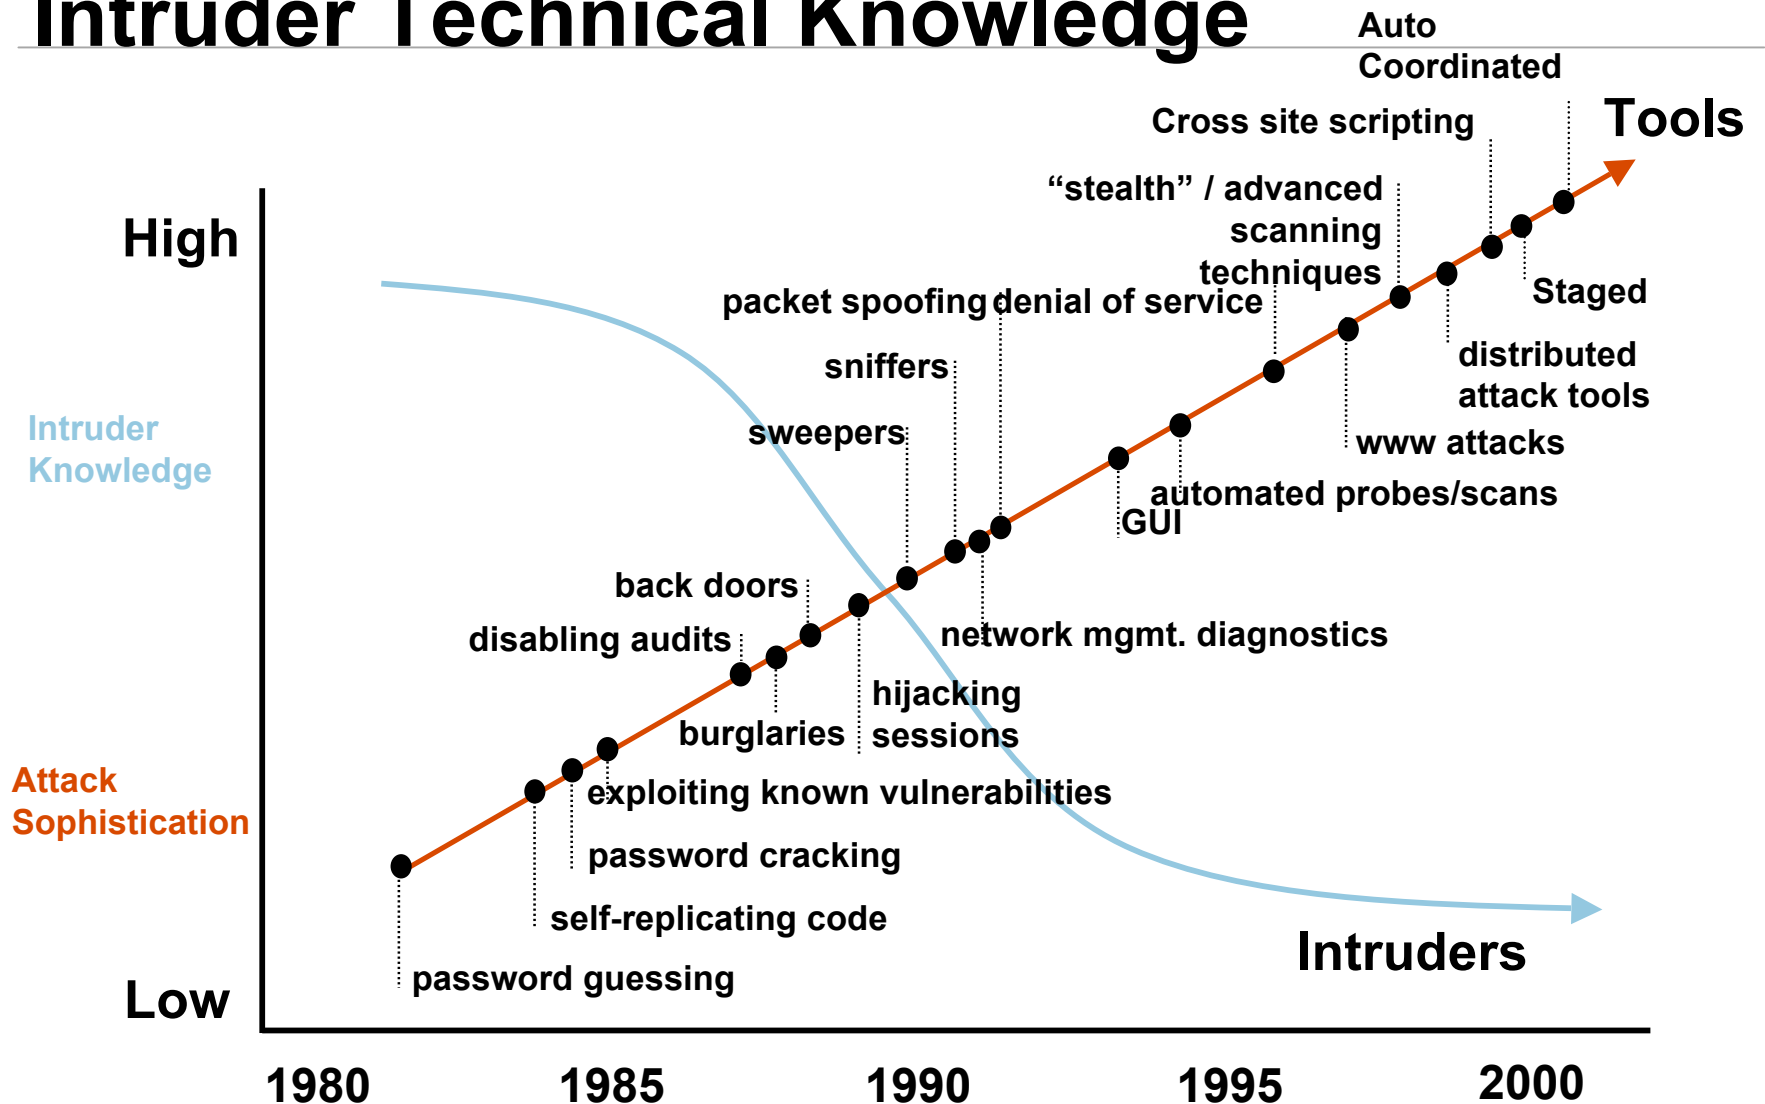 Intruder Technical Knowledge
Auto
Coordinated
Tools
Cross site scripting
“stealth” / advanced
scanning
techniques
High
packet spoofing
denial of service
Staged
sniffers
distributed
attack tools
Intruder
Knowledge
sweepers
www attacks
automated probes/scans
GUI
back doors
disabling audits
network mgmt. diagnostics
hijacking
sessions
burglaries
Attack
Sophistication
exploiting known vulnerabilities
password cracking
self-replicating code
Intruders
password guessing
Low
1980 1985 1990 1995 2000